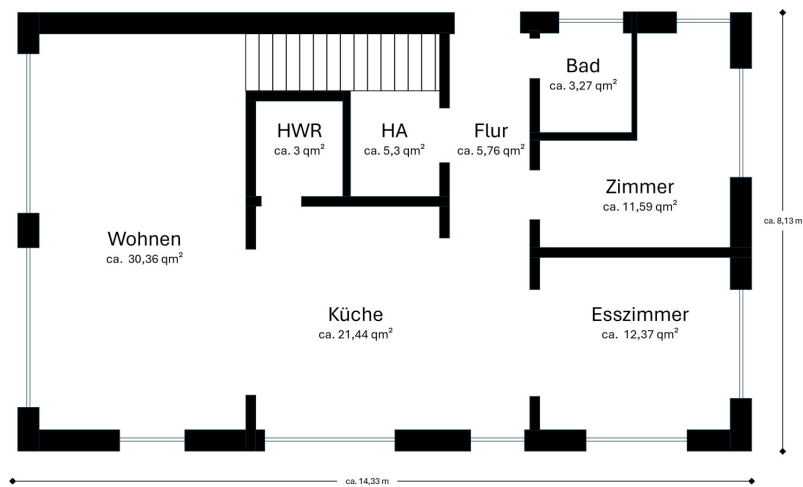 Bad
ca. 3,27 qm²
HWR
ca. 3 qm²
HA
ca. 5,3 qm²
Flur
ca. 5,76 qm²
Zimmer
ca. 11,59 qm²
ca. 8,13 m
Wohnen
ca. 30,36 qm²
Küche
ca. 21,44 qm²
Esszimmer
ca. 12,37 qm²
ca. 14,33 m